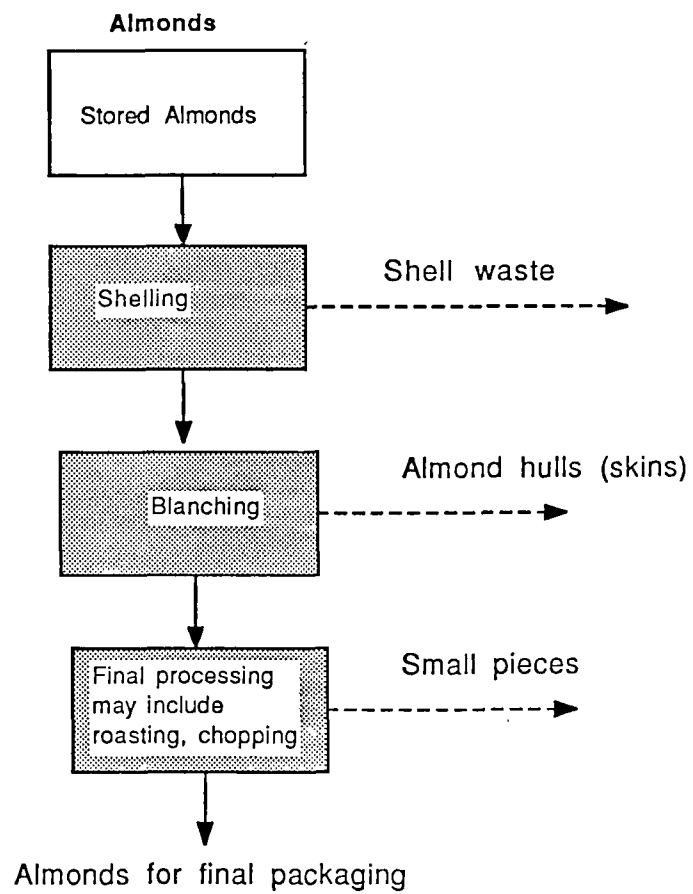 Almonds
Stored Almonds
Shelling
Shell waste
Blanching
Almond hulls (skins)
Final processing
may include
roasting, chopping
Small pieces
Almonds for final packaging